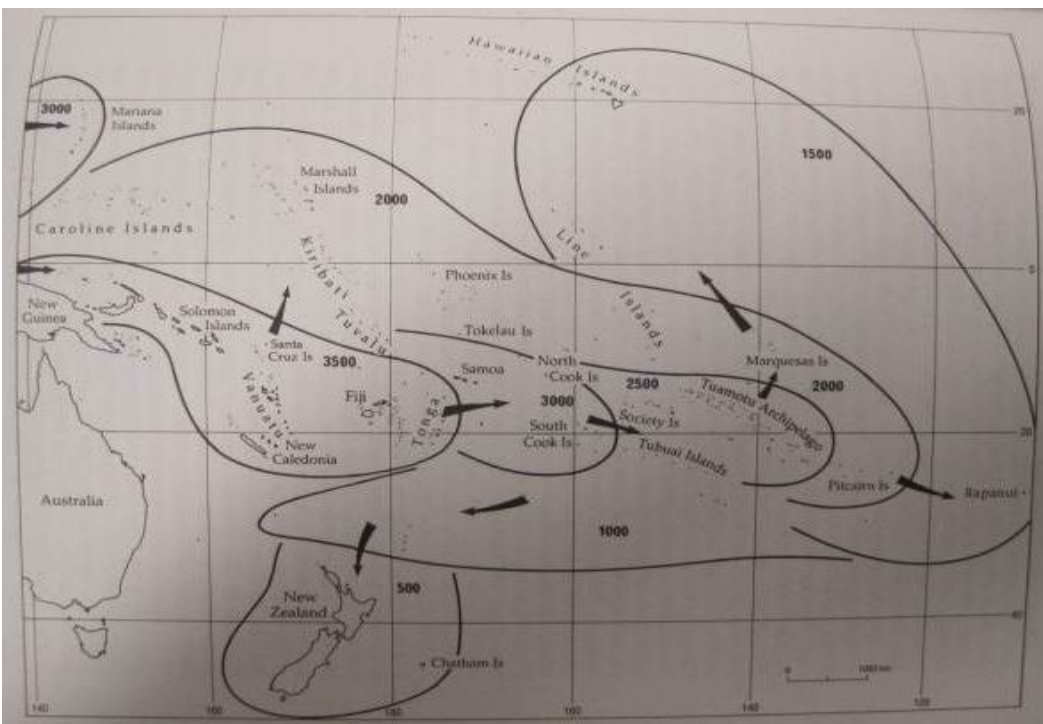 Hawaiian Islands
3000
Mariana
Islands
20
1500
Marshall
Islands
2000
Caroline Islands
Line
Islands
Kiribati
Phoenix Is
0
New
Guinea
Solomon
Islands
Tuvalu
Tokelau Is
Santa
Cruz Is
3500
Samoa
North
Cook Is
Marquesas Is
2500
2000
Vanuatu
Fiji
Tonga
3000
Tuamotu Archipelago
Society Is
South
Cook Is
20
New
Caledonia
Tubuai Islands
Pitcairn Is
Rapanui
Australia
1000
500
New
Zealand
40
Chatham Is
0
1000 km
140
160
180
160
140
120